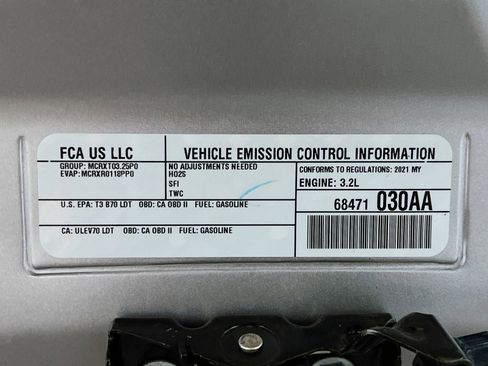 FCA US LLC
VEHICLE EMISSION CONTROL INFORMATION
GROUP: MCRXT03.25P0
EVAP: MCRXR0118PP0
NO ADJUSTMENTS NEEDED
HO2S
SFI
TWC
CONFORMS TO REGULATIONS: 2021 MY
ENGINE: 3.2L
68471 030AA
U.S. EPA: T3 B70 LDT OBD: CA OBD II FUEL: GASOLINE
CA: ULEV70 LDT OBD: CA OBD II FUEL: GASOLINE